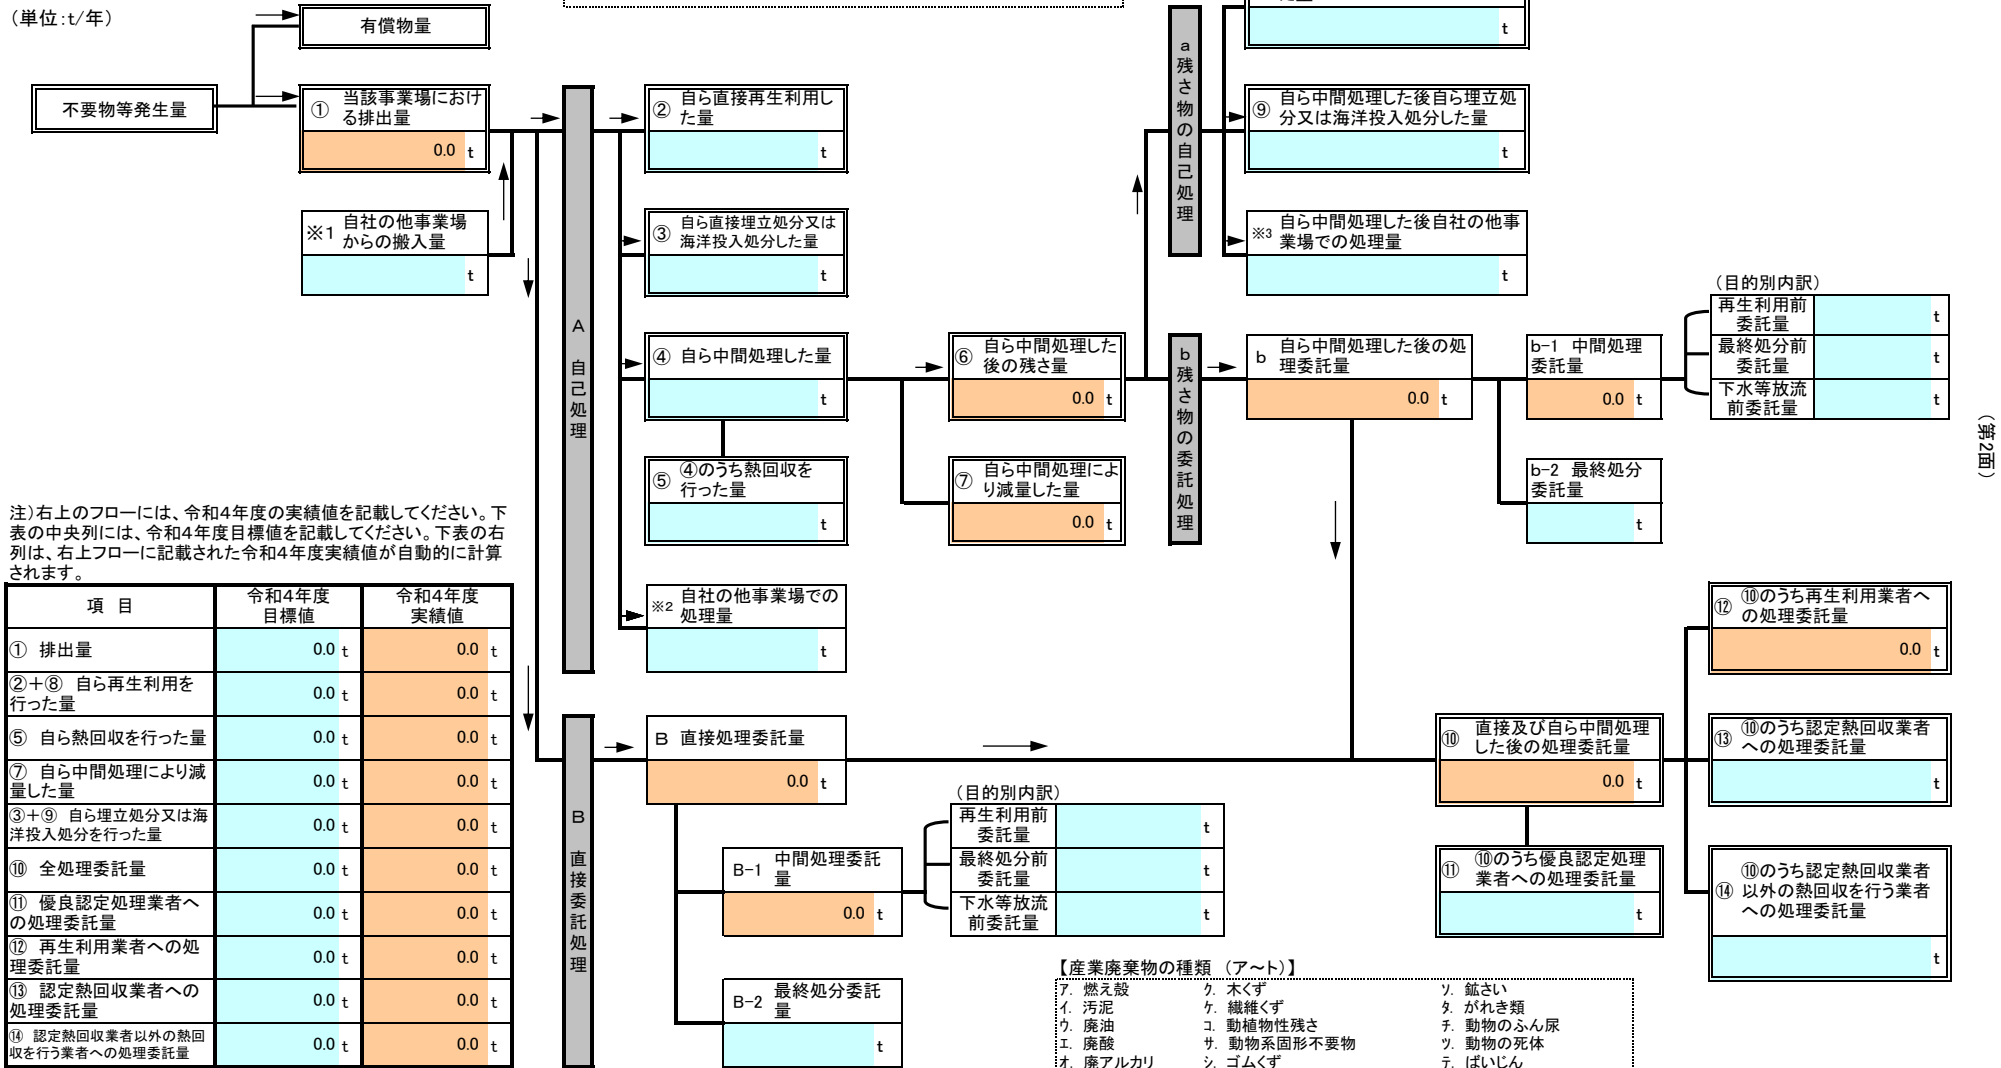 （単位:t/年）
有償物量
不要物等発生量
① 当該事業場におけ
る排出量
0.0 t
※1 自社の他事業場
からの搬入量
t
A 自己処理
② 自ら直接再生利用し
た量
t
③ 自ら直接埋立処分又は
海洋投入処分した量
t
④ 自ら中間処理した量
t
⑤ ④のうち熱回収を
行った量
t
※2 自社の他事業場での
処理量
t
⑥ 自ら中間処理した
後の残さ量
0.0 t
⑦ 自ら中間処理によ
り減量した量
0.0 t
a 残さ物の自己処理
t
⑨ 自ら中間処理した後自ら埋立処
分又は海洋投入処分した量
t
※3 自ら中間処理した後自社の他事
業場での処理量
t
b 残さ物の委託処理
b 自ら中間処理した後の処
理委託量
0.0 t
b-1 中間処理
委託量
0.0 t
b-2 最終処分
委託量
t
（目的別内訳）
再生利用前
委託量
t
最終処分前
委託量
t
下水等放流
前委託量
t
（第2面）
注）右上のフローには、令和4年度の実績値を記載してください。下
表の中央列には、令和4年度目標値を記載してください。下表の右
列は、右上フローに記載された令和4年度実績値が自動的に計算
されます。
項 目 令和4年度
目標値 令和4年度
実績値
① 排出量 0.0 t 0.0 t
②＋⑧ 自ら再生利用を
行った量 0.0 t 0.0 t
⑤ 自ら熱回収を行った量 0.0 t 0.0 t
⑦ 自ら中間処理により減
量した量 0.0 t 0.0 t
③＋⑨ 自ら埋立処分又は海
洋投入処分を行った量 0.0 t 0.0 t
⑩ 全処理委託量 0.0 t 0.0 t
⑪ 優良認定処理業者へ
の処理委託量 0.0 t 0.0 t
⑫ 再生利用業者への処
理委託量 0.0 t 0.0 t
⑬ 認定熱回収業者への
処理委託量 0.0 t 0.0 t
⑭ 認定熱回収業者以外の熱回
収を行う業者への処理委託量 0.0 t 0.0 t
B 直接委託処理
B 直接処理委託量
0.0 t
B-1 中間処理委託
量
0.0 t
B-2 最終処分委託
量
t
（目的別内訳）
再生利用前
委託量
t
最終処分前
委託量
t
下水等放流
前委託量
t
⑩ 直接及び自ら中間処理
した後の処理委託量
0.0 t
⑪ ⑩のうち優良認定処理
業者への処理委託量
t
⑫ ⑩のうち再生利用業者へ
の処理委託量
0.0 t
⑬ ⑩のうち認定熱回収業者
への処理委託量
t
⑭ ⑩のうち認定熱回収業者
以外の熱回収を行う業者
への処理委託量
t
【産業廃棄物の種類 （ア～ト）】
ア. 燃え殻 ク. 木くず ソ. 鉱さい
イ. 汚泥 ケ. 繊維くず タ. がれき類
ウ. 廃油 コ. 動植物性残さ チ. 動物のふん尿
エ. 廃酸 サ. 動物系固形不要物 ツ. 動物の死体
オ. 廃アルカリ シ. ゴムくず テ. ばいじん